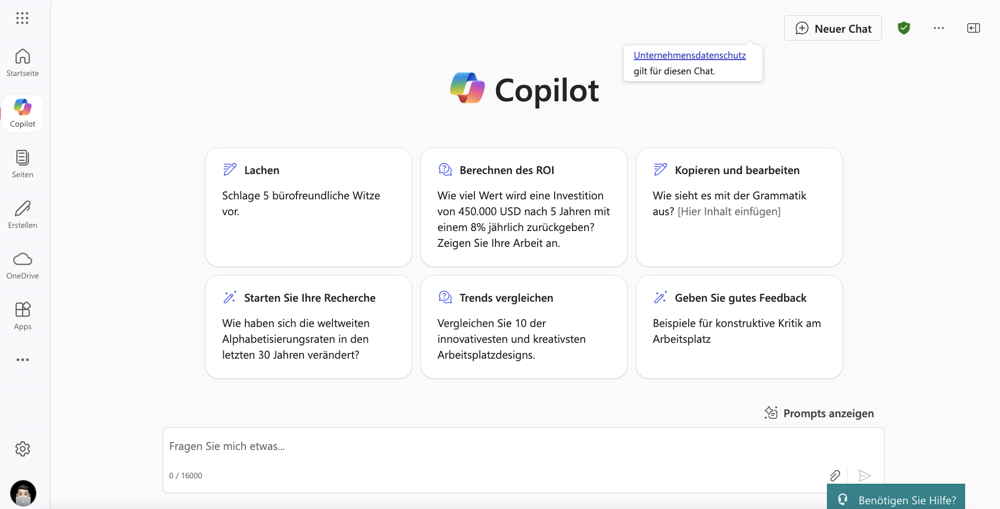 Startseite
Copilot
Seiten
Erstellen
OneDrive
Apps
Neuer Chat
Unternehmensdatenschutz
gilt für diesen Chat.
Copilot
Lachen
Schlage 5 bürofreundliche Witze
vor.
Berechnen des ROI
Wie viel Wert wird eine Investition
von 450.000 USD nach 5 Jahren mit
einem 8% jährlich zurückgeben?
Zeigen Sie Ihre Arbeit an.
Kopieren und bearbeiten
Wie sieht es mit der Grammatik
aus? [Hier Inhalt einfügen]
Starten Sie Ihre Recherche
Wie haben sich die weltweiten
Alphabetisierungsraten in den
letzten 30 Jahren verändert?
Trends vergleichen
Vergleichen Sie 10 der
innovativesten und kreativsten
Arbeitsplatzdesigns.
Geben Sie gutes Feedback
Beispiele für konstruktive Kritik am
Arbeitsplatz
Prompts anzeigen
Fragen Sie mich etwas...
0 / 16000
Benötigen Sie Hilfe?